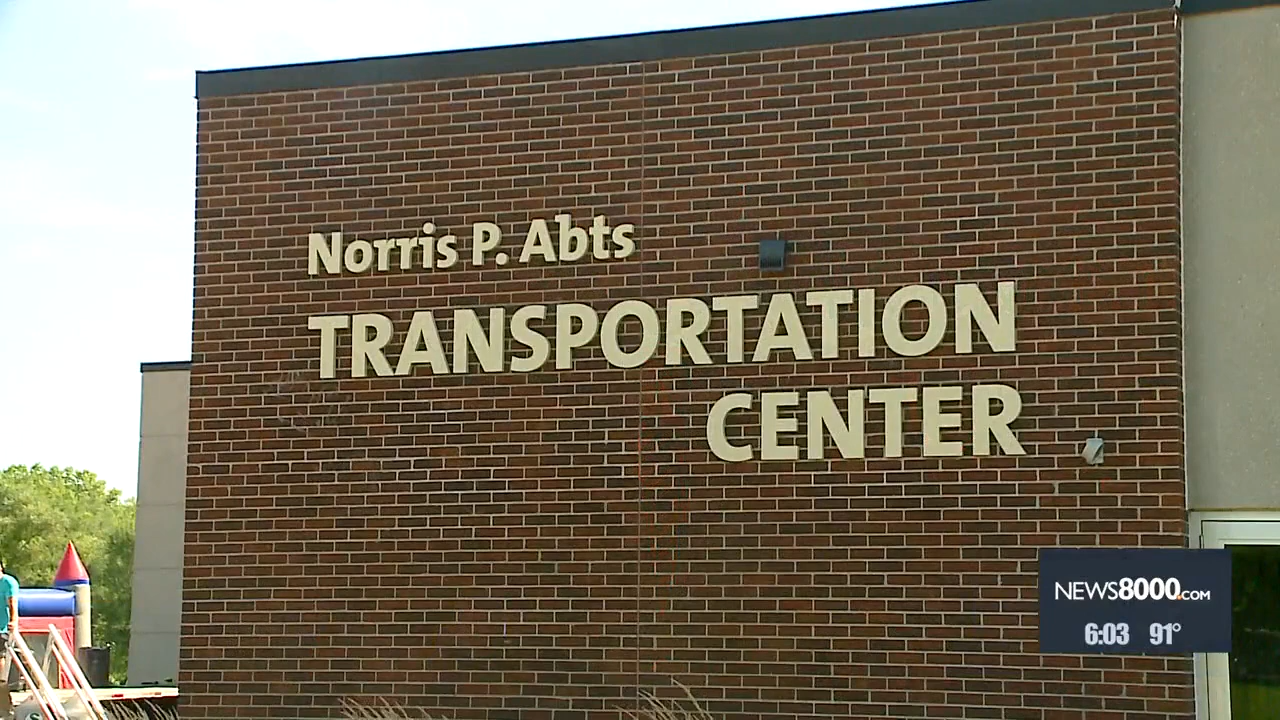 Norris P. Abts
TRANSPORTATION
CENTER
NEWS8000.COM
6:03 91°